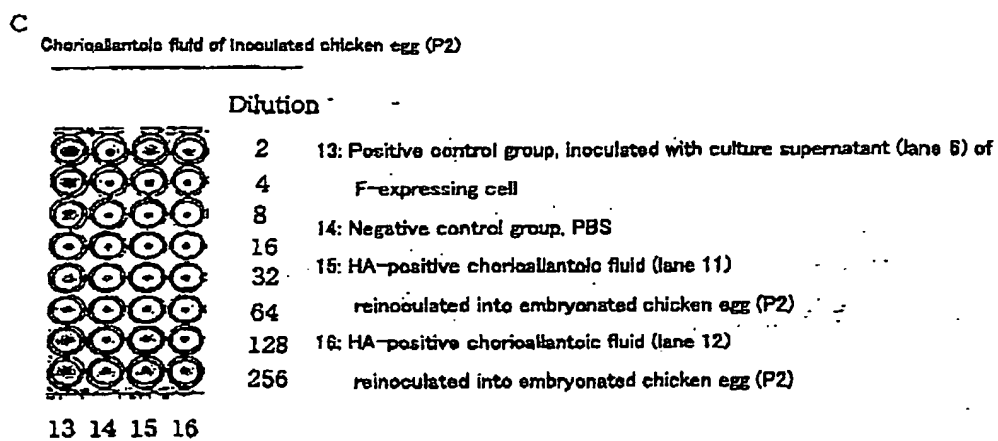 C
Chorioallantoic fluid of inoculated chicken egg (P2)
Dilution
2
4
8
16
32
64
128
256
13: Positive control group, inoculated with culture supernatant (lane 6) of
F-expressing cell
14: Negative control group, PBS
15: HA-positive chorioallantoic fluid (lane 11)
reinoculated into embryonated chicken egg (P2)
16: HA-positive chorioallantoic fluid (lane 12)
reinoculated into embryonated chicken egg (P2)
13 14 15 16